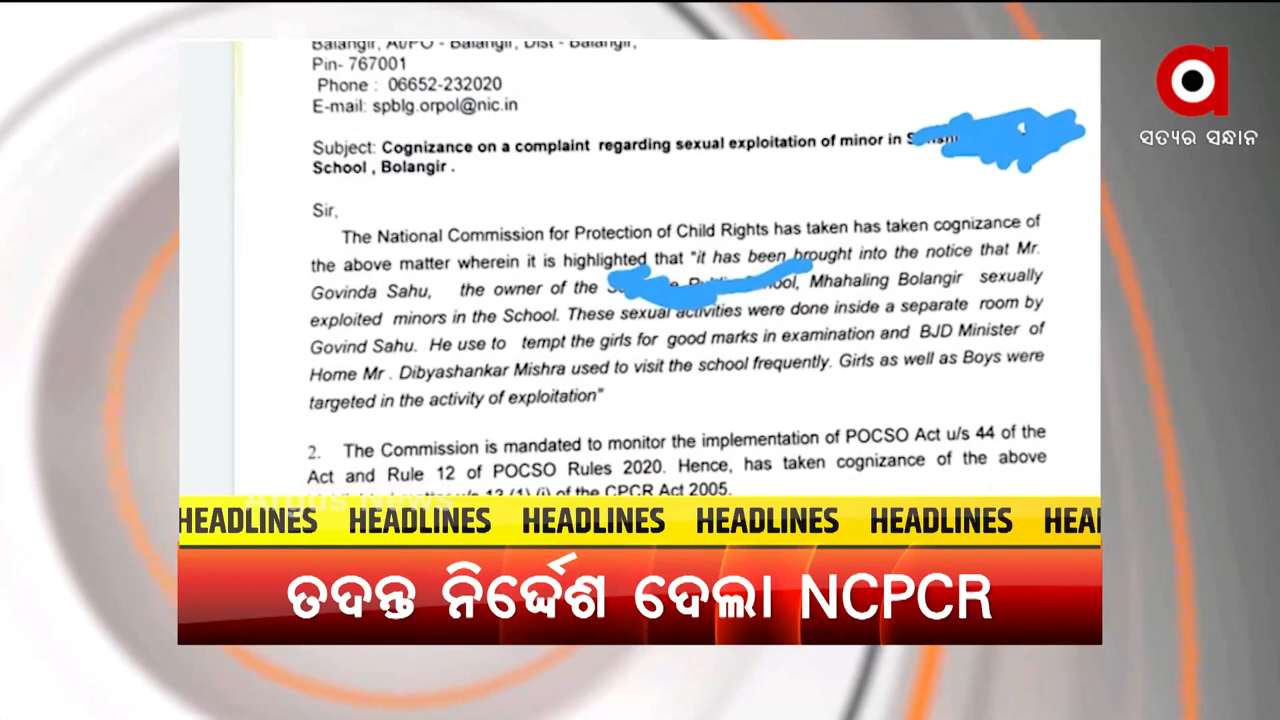 Balangir, At/PO - Balangir, Dist - Balangir,
Pin- 767001
Phone : 06652-232020
E-mail: spblg.orpol@nic.in
ସତ୍ୟର ସନ୍ଧାନ
Subject: Cognizance on a complaint regarding sexual exploitation of minor in
School , Bolangir .
Sir,
The National Commission for Protection of Child Rights has taken has taken cognizance of
the above matter wherein it is highlighted that "it has been brought into the notice that Mr.
Govinda Sahu, the owner of the School, Mhahaling Bolangir sexually
exploited minors in the School. These sexual activities were done inside a separate room by
Govind Sahu. He use to tempt the girls for good marks in examination and BJD Minister of
Home Mr . Dibyashankar Mishra used to visit the school frequently. Girls as well as Boys were
targeted in the activity of exploitation"
2. The Commission is mandated to monitor the implementation of POCSO Act u/s 44 of the
Act and Rule 12 of POCSO Rules 2020. Hence, has taken cognizance of the above
matter u/s 13 (1) (j) of the CPCR Act 2005.
Argus News
HEADLINES HEADLINES HEADLINES HEADLINES HEADLINES HEA
ତଦନ୍ତ ନିର୍ଦ୍ଦେଶ ଦେଲା NCPCR